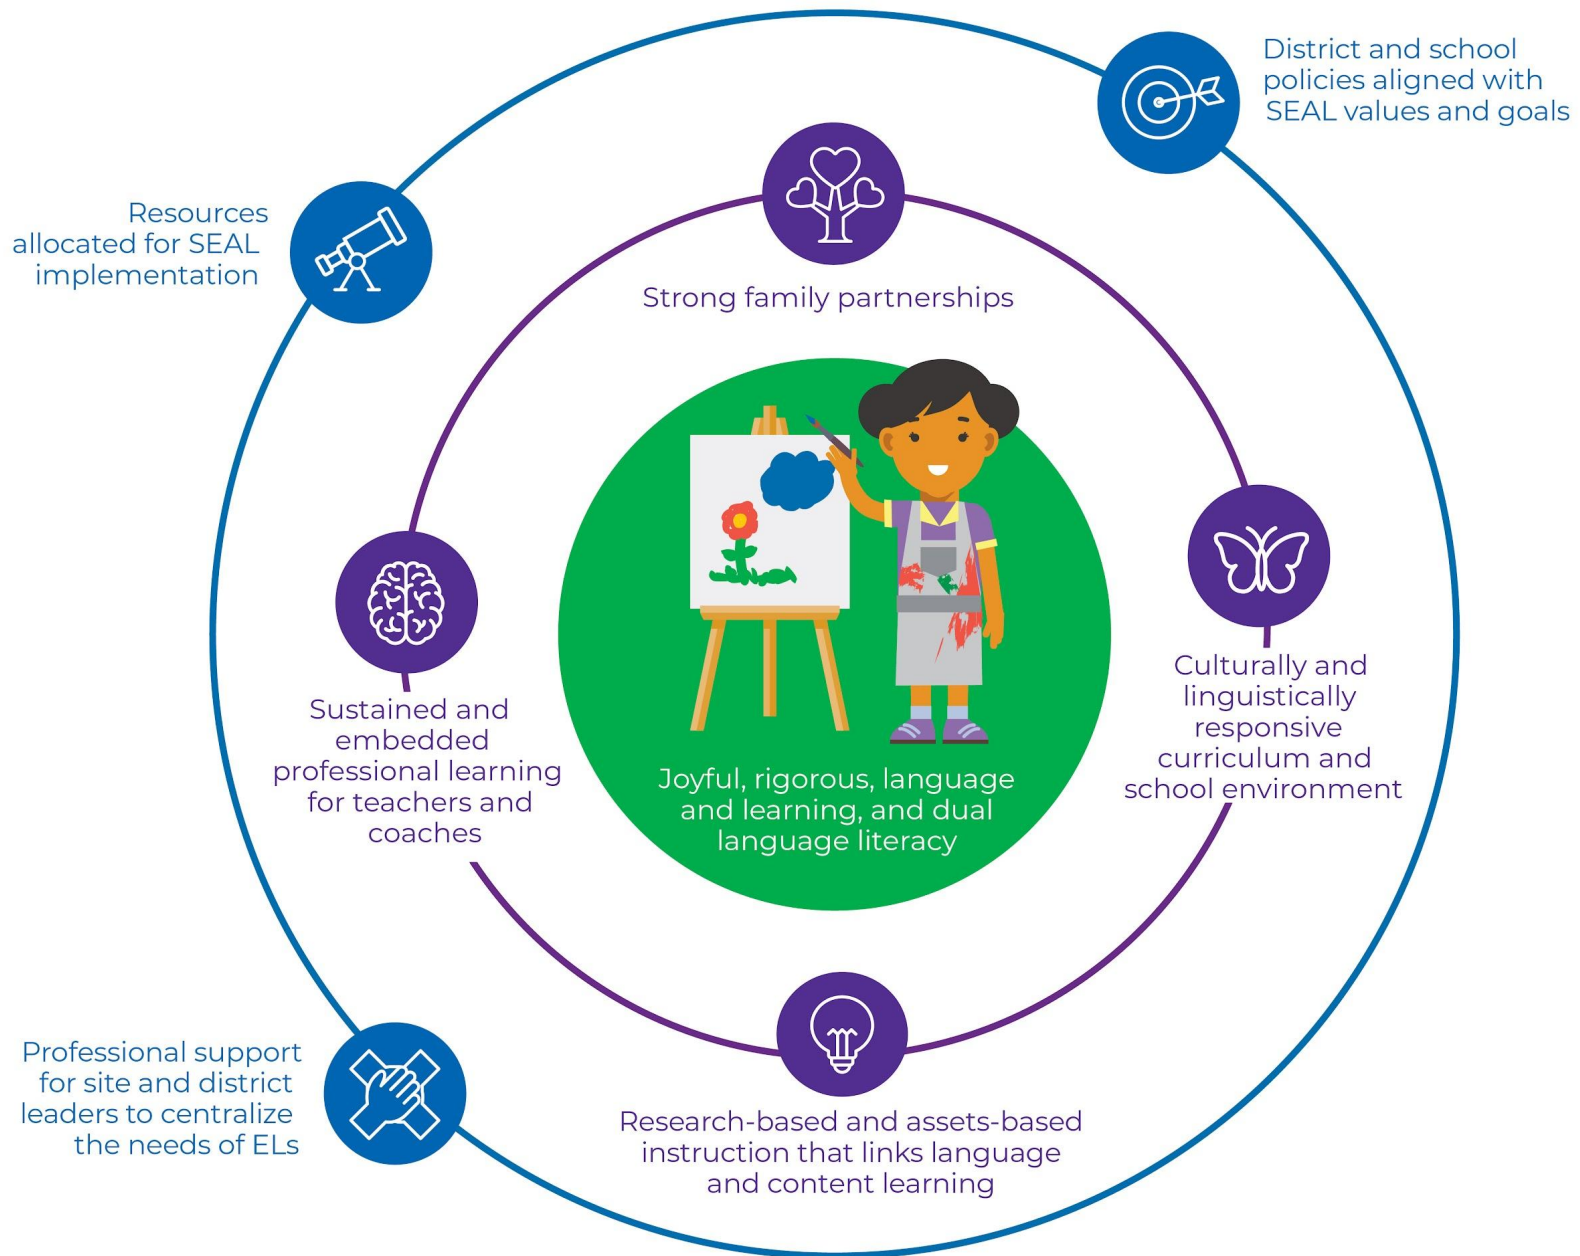 District and school
policies aligned with
SEAL values and goals
Resources
allocated for SEAL
implementation
Strong family partnerships
Culturally and
linguistically
responsive
curriculum and
school environment
Sustained and
embedded
professional learning
for teachers and
coaches
Joyful, rigorous, language
and learning, and dual
language literacy
Professional support
for site and district
leaders to centralize
the needs of ELs
Research-based and assets-based
instruction that links language
and content learning